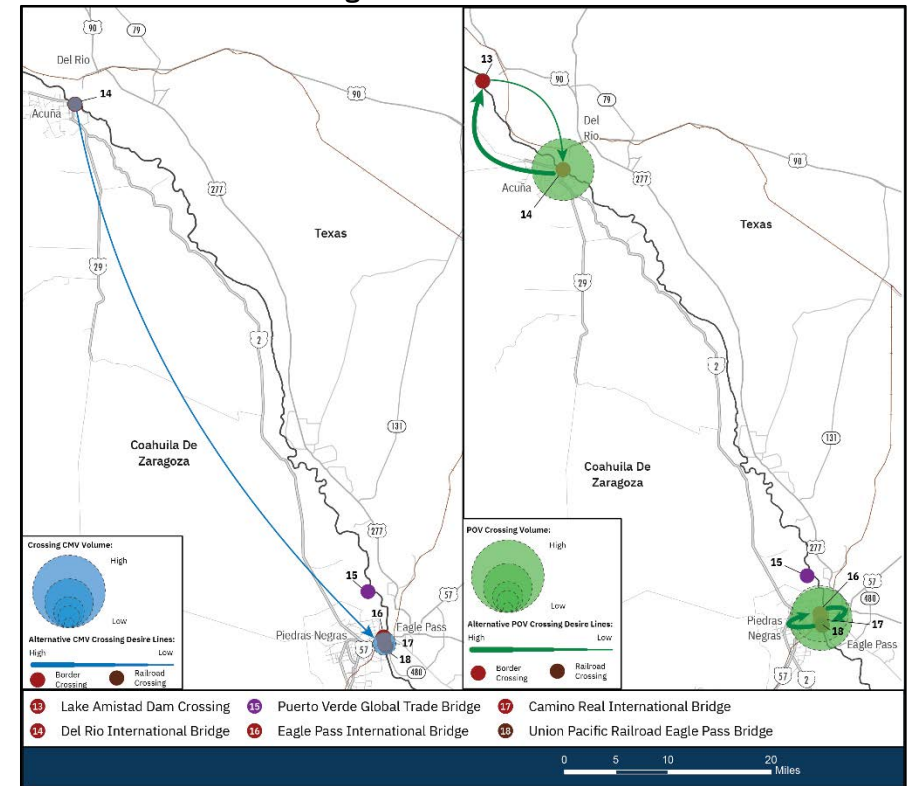 90
79
Del Rio
14
90
Acuña
277
Texas
29
2
131
Coahuila De
Zaragoza
277
15
57
16
Eagle Pass
Piedras Negras
17
57
18
480
Crossing CMV Volume:
High
Low
Alternative CMV Crossing Desire Lines:
High
Low
Border
Crossing
Railroad
Crossing
13
90
79
Del
Rio
90
277
Acuña
14
Texas
29
2
131
Coahuila De
Zaragoza
277
15
16
57
480
Piedras
Negras
17
18
Eagle Pass
57
2
POV Crossing Volume:
High
Low
Alternative POV Crossing Desire Lines:
High
Low
Border
Crossing
Railroad
Crossing
13 Lake Amistad Dam Crossing
15 Puerto Verde Global Trade Bridge
17 Camino Real International Bridge
14 Del Rio International Bridge
16 Eagle Pass International Bridge
18 Union Pacific Railroad Eagle Pass Bridge
0 5 10 20
Miles